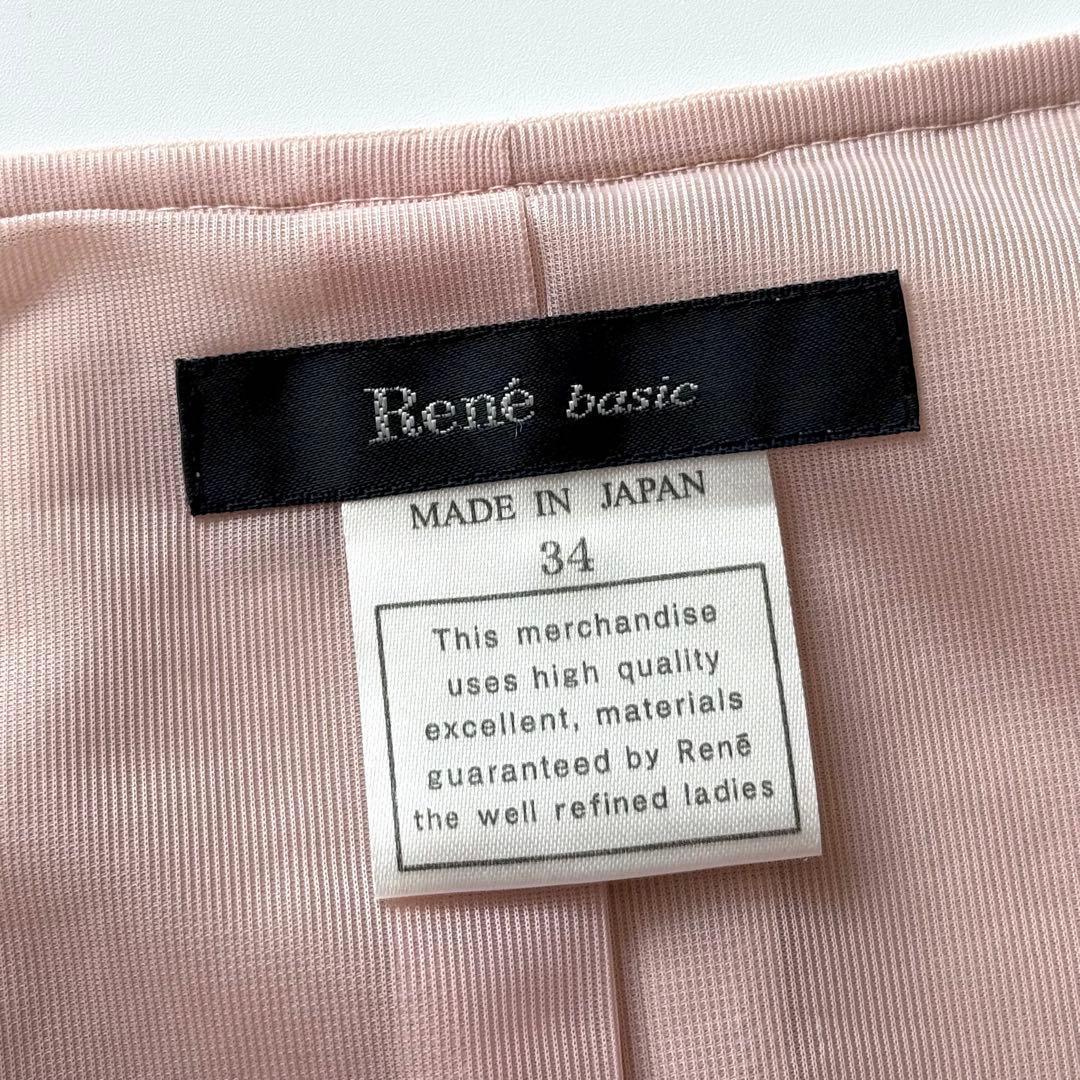 René basic
MADE IN JAPAN
34
This merchandise
uses high quality
excellent, materials
guaranteed by Renē
the well refined ladies